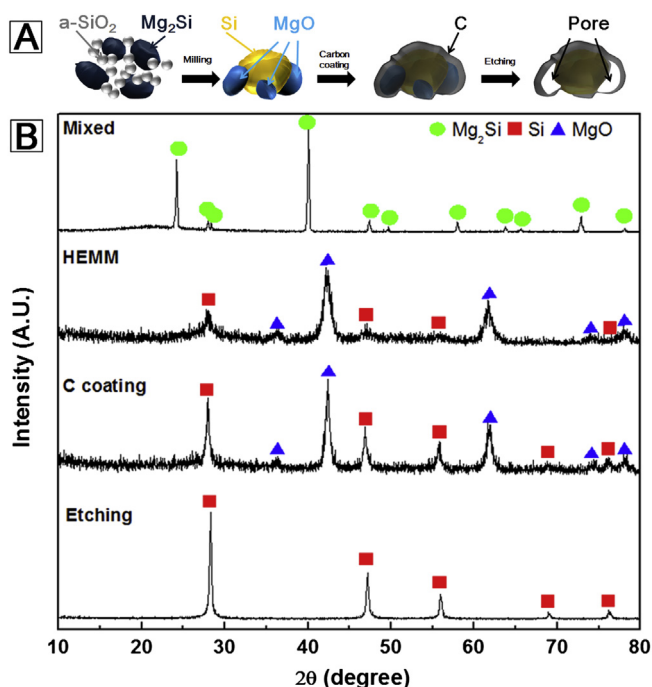 A
a-SiO₂ Mg₂Si
Si MgO
C
Pore
Milling
Carbon
coating
Etching
B
Mixed
Mg₂Si Si MgO
HEMM
C coating
Etching
Intensity (A.U.)
10 20 30 40 50 60 70 80
2θ (degree)